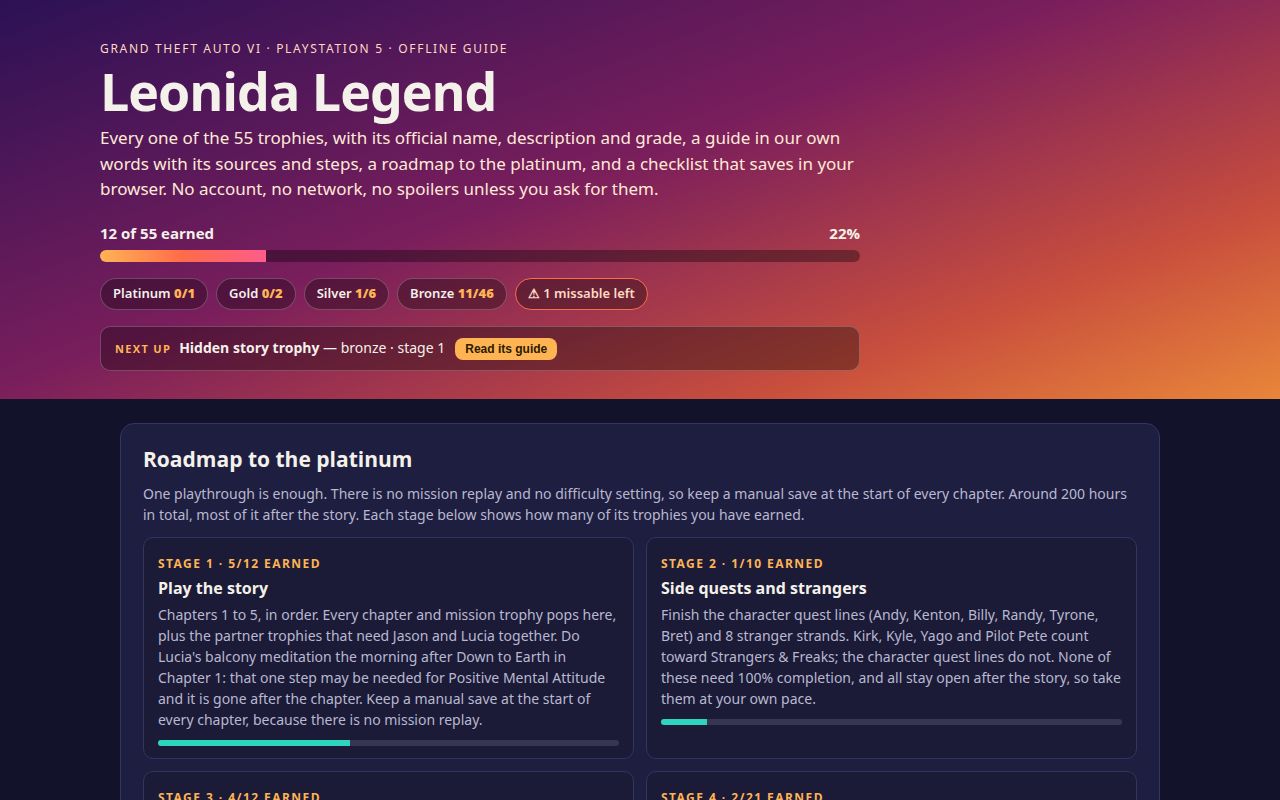 GRAND THEFT AUTO VI · PLAYSTATION 5 · OFFLINE GUIDE
Leonida Legend
Every one of the 55 trophies, with its official name, description and grade, a guide in our own
words with its sources and steps, a roadmap to the platinum, and a checklist that saves in your
browser. No account, no network, no spoilers unless you ask for them.
12 of 55 earned 22%
Platinum 0/1 Gold 0/2 Silver 1/6 Bronze 11/46 ⚠ 1 missable left
NEXT UP Hidden story trophy — bronze · stage 1 Read its guide
Roadmap to the platinum
One playthrough is enough. There is no mission replay and no difficulty setting, so keep a manual save at the start of every chapter. Around 200 hours
in total, most of it after the story. Each stage below shows how many of its trophies you have earned.
STAGE 1 · 5/12 EARNED
Play the story
Chapters 1 to 5, in order. Every chapter and mission trophy pops here,
plus the partner trophies that need Jason and Lucia together. Do
Lucia's balcony meditation the morning after Down to Earth in
Chapter 1: that one step may be needed for Positive Mental Attitude
and it is gone after the chapter. Keep a manual save at the start of
every chapter, because there is no mission replay.
STAGE 2 · 1/10 EARNED
Side quests and strangers
Finish the character quest lines (Andy, Kenton, Billy, Randy, Tyrone,
Bret) and 8 stranger strands. Kirk, Kyle, Yago and Pilot Pete count
toward Strangers & Freaks; the character quest lines do not. None of
these need 100% completion, and all stay open after the story, so take
them at your own pace.
STAGE 3 · 4/12 EARNED
STAGE 4 · 2/21 EARNED